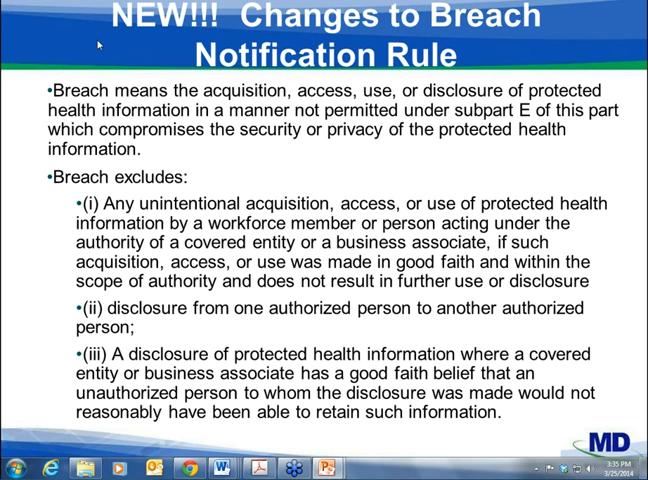 NEW!!! Changes to Breach
Notification Rule
•Breach means the acquisition, access, use, or disclosure of protected
health information in a manner not permitted under subpart E of this part
which compromises the security or privacy of the protected health
information.
•Breach excludes:
•(i) Any unintentional acquisition, access, or use of protected health
information by a workforce member or person acting under the
authority of a covered entity or a business associate, if such
acquisition, access, or use was made in good faith and within the
scope of authority and does not result in further use or disclosure
•(ii) disclosure from one authorized person to another authorized
person;
•(iii) A disclosure of protected health information where a covered
entity or business associate has a good faith belief that an
unauthorized person to whom the disclosure was made would not
reasonably have been able to retain such information.
MD
3:35 PM
3/25/2014